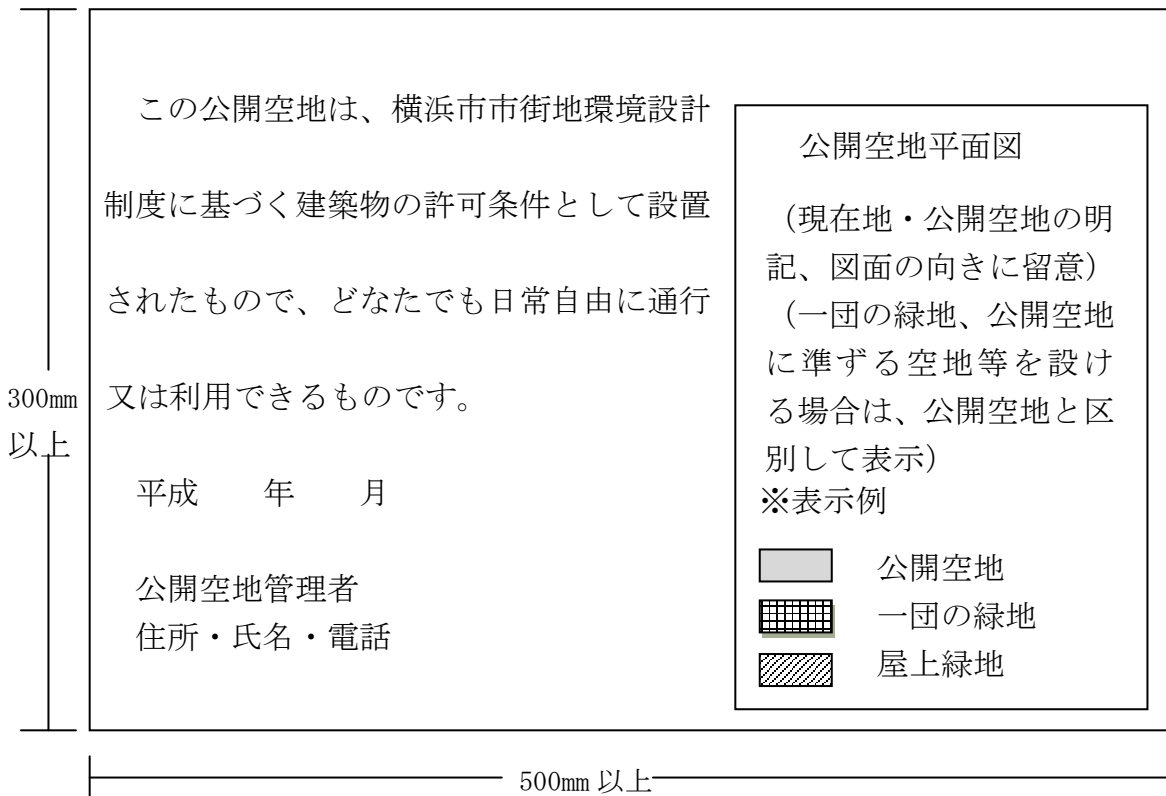 この公開空地は、横浜市市街地環境設計
制度に基づく建築物の許可条件として設置
されたもので、どなたでも日常自由に通行
又は利用できるものです。
平成　　年　　月
公開空地管理者
住所・氏名・電話
公開空地平面図
（現在地・公開空地の明
記、図面の向きに留意）
（一団の緑地、公開空地
に準ずる空地等を設け
る場合は、公開空地と区
別して表示）
※表示例
公開空地
一団の緑地
屋上緑地
300mm
以上
500mm 以上